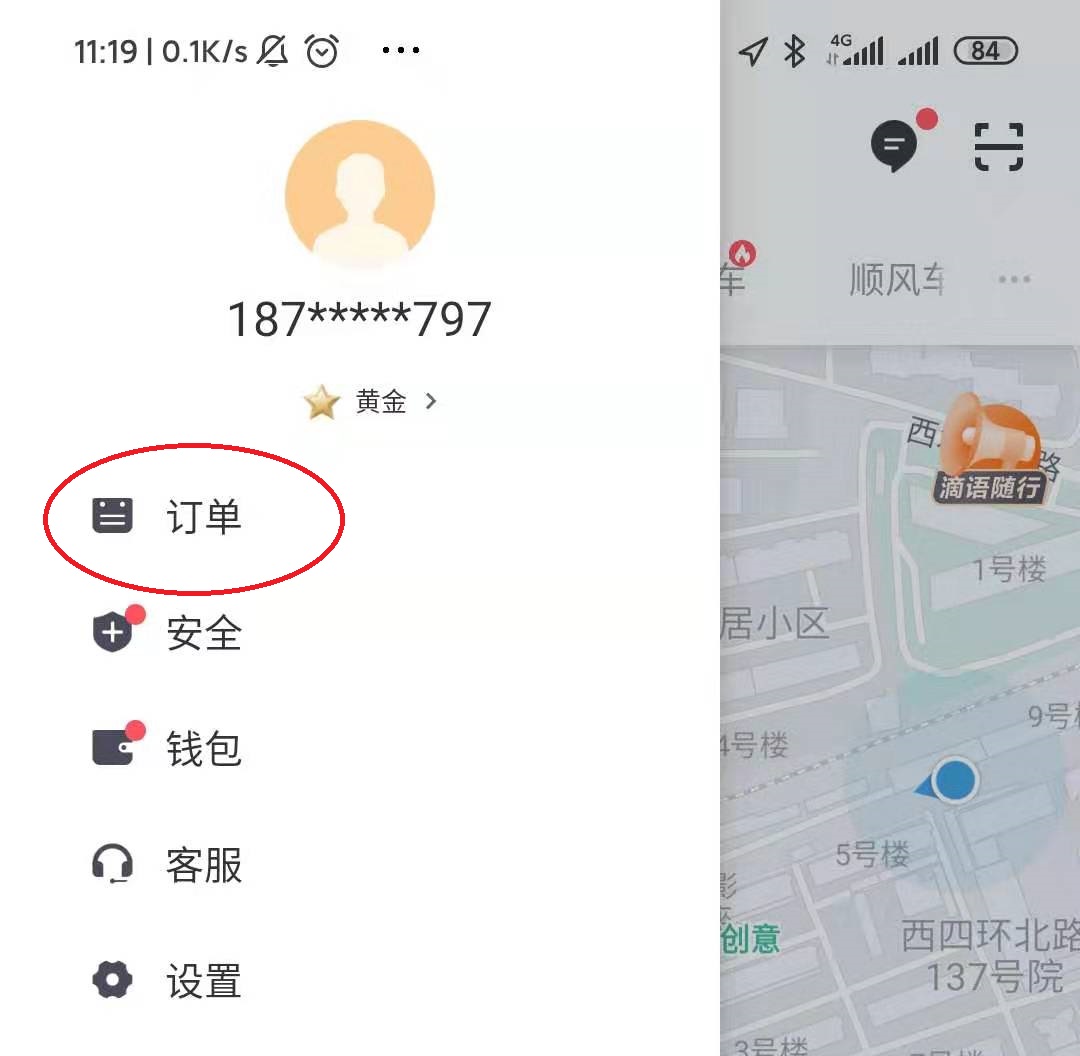 11:19 | 0.1K/s
4G
84
187*****797
黄金
订单
安全
钱包
客服
设置
车
顺风车
滴语随行
路
1号楼
居小区
9号
4号楼
5号楼
创意
西四环北路
137号院
3号楼